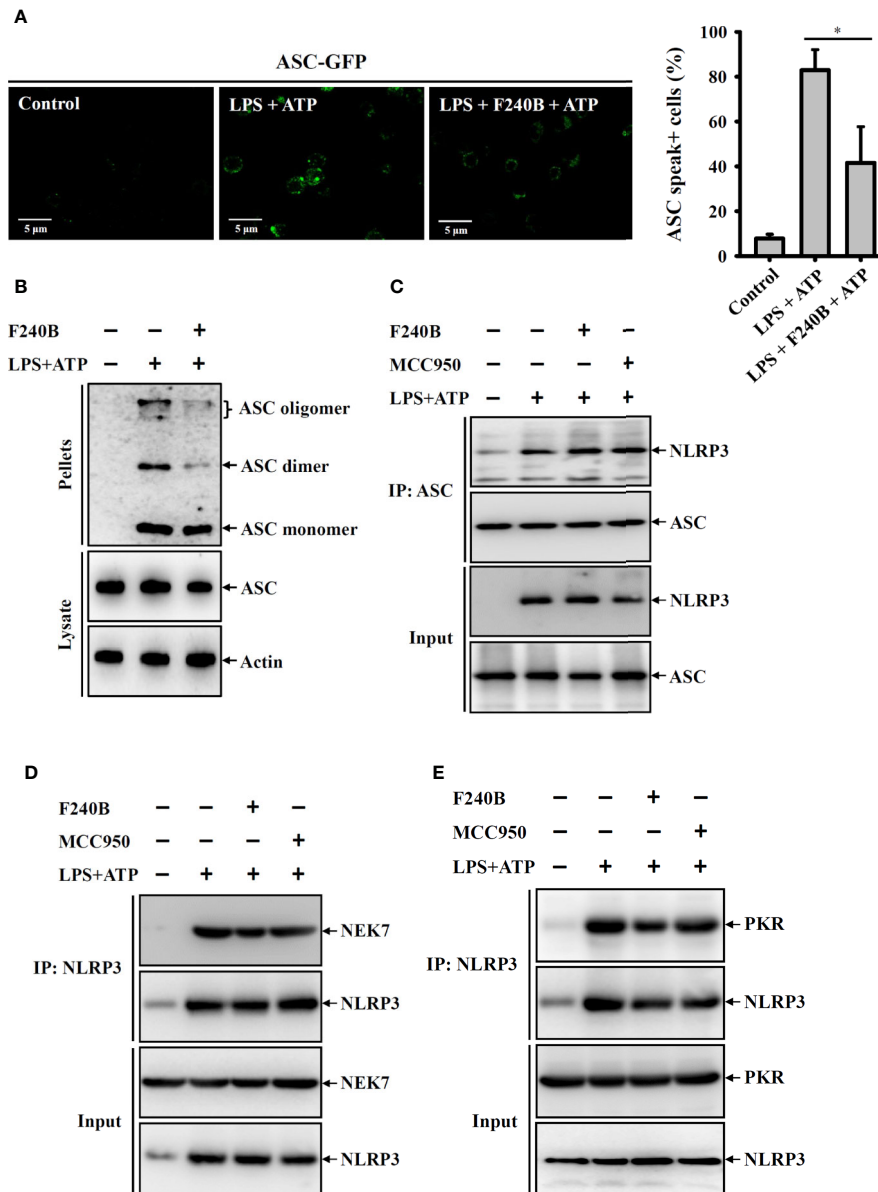 A
ASC-GFP
Control
LPS + ATP
LPS + F240B + ATP
5 μm
5 μm
5 μm
ASC speak+ cells (%)
100
80
60
40
20
0
*
Control
LPS + ATP
LPS + F240B + ATP
B
F240B – – +
LPS+ATP – + +
Pellets
ASC oligomer
ASC dimer
ASC monomer
Lysate
ASC
Actin
C
F240B – – + –
MCC950 – – – +
LPS+ATP – + + +
IP: ASC
NLRP3
ASC
Input
NLRP3
ASC
D
F240B – – + –
MCC950 – – – +
LPS+ATP – + + +
IP: NLRP3
NEK7
NLRP3
Input
NEK7
NLRP3
E
F240B – – + –
MCC950 – – – +
LPS+ATP – + + +
IP: NLRP3
PKR
NLRP3
Input
PKR
NLRP3